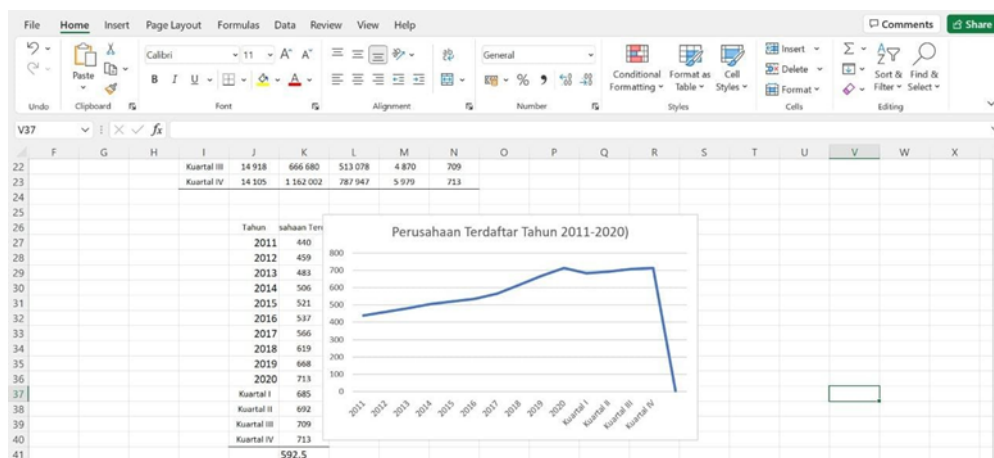 File Home Insert Page Layout Formulas Data Review View Help Comments Share
Calibri 11 A^ A˅ General Insert Σ
Paste B I U A % , Conditional Format as Cell Delete Sort & Find &
Formatting Table Styles Format Filter Select
Undo Clipboard Font Alignment Number Styles Cells Editing
V37 fx
F G H I J K L M N O P Q R S T U V W X
22 Kuartal III 14 918 666 680 513 078 4 870 709
23 Kuartal IV 14 105 1 162 002 787 947 5 979 713
24
25
26 Tahun sahaan Ter
27 2011 440
28 2012 459
29 2013 483
30 2014 506
31 2015 521
32 2016 537
33 2017 566
34 2018 619
35 2019 668
36 2020 713
37 Kuartal I 685
38 Kuartal II 692
39 Kuartal III 709
40 Kuartal IV 713
41 592.5
Perusahaan Terdaftar Tahun 2011-2020)
800
700
600
500
400
300
200
100
0
2011 2012 2013 2014 2015 2016 2017 2018 2019 2020 Kuartal I Kuartal II Kuartal III Kuartal IV